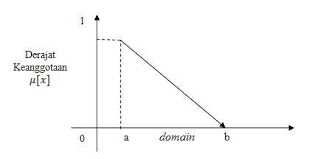 1
Derajat
Keanggotaan
μ[x]
0 a domain b